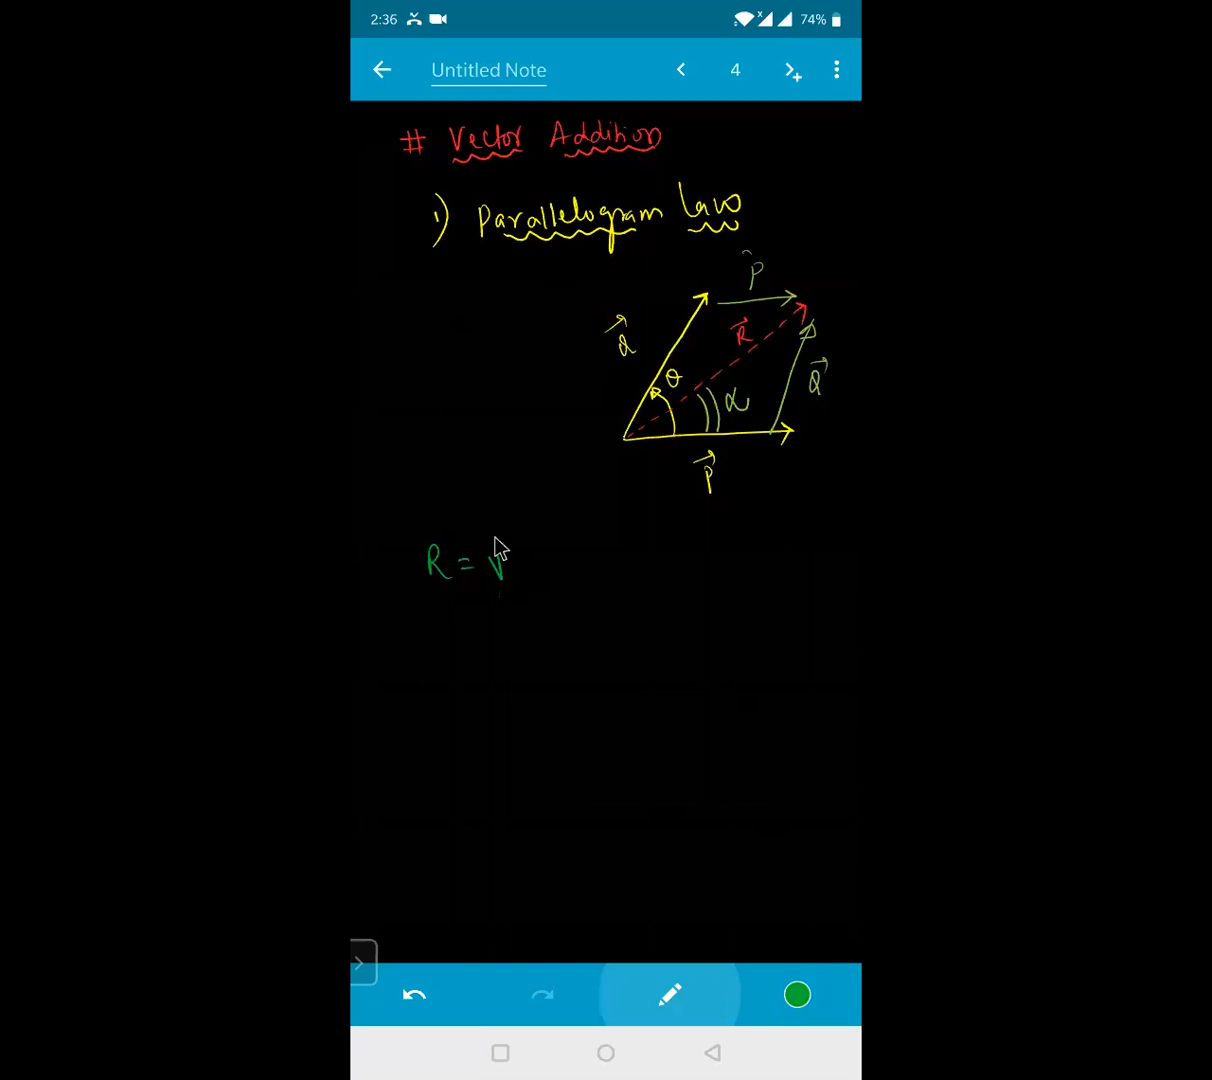 2:36 74%
Untitled Note 4
# Vector Addition
1) Parallelogram Law
P
Q R
θ α Q
P
R = √